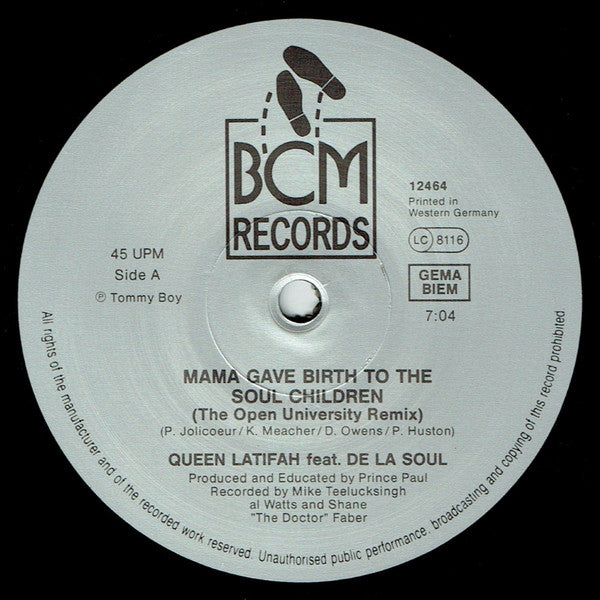 BCM
RECORDS
12464
Printed in
Western Germany
LC 8116
GEMA
BIEM
7:04
45 UPM
Side A
℗ Tommy Boy
MAMA GAVE BIRTH TO THE
SOUL CHILDREN
(The Open University Remix)
(P. Jolicoeur/K. Meacher/D. Owens/P. Huston)
QUEEN LATIFAH feat. DE LA SOUL
Produced and Educated by Prince Paul
Recorded by Mike Teelucksingh
al Watts and Shane
"The Doctor" Faber
All rights of the manufacturer and of the owner of the recorded work reserved. Unauthorised public performance, broadcasting and copying of this record prohibited